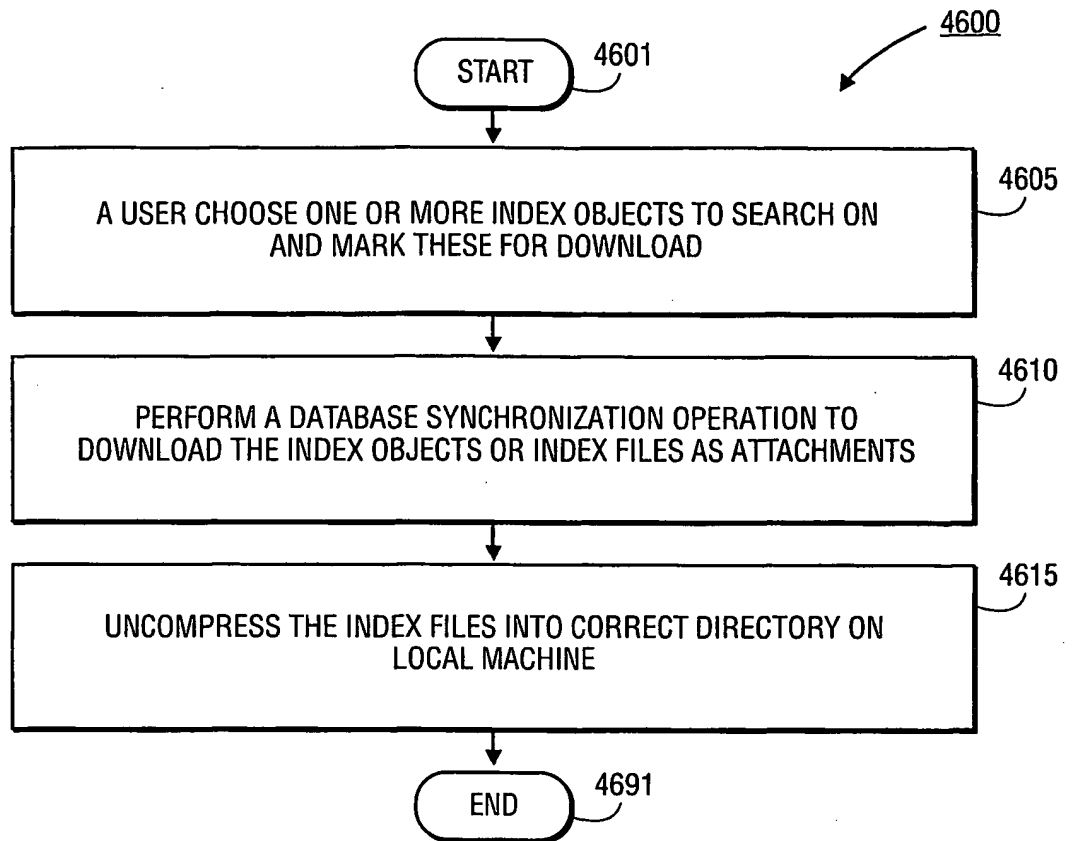 4600
START
4601
4605
A USER CHOOSE ONE OR MORE INDEX OBJECTS TO SEARCH ON
AND MARK THESE FOR DOWNLOAD
4610
PERFORM A DATABASE SYNCHRONIZATION OPERATION TO
DOWNLOAD THE INDEX OBJECTS OR INDEX FILES AS ATTACHMENTS
4615
UNCOMPRESS THE INDEX FILES INTO CORRECT DIRECTORY ON
LOCAL MACHINE
END
4691